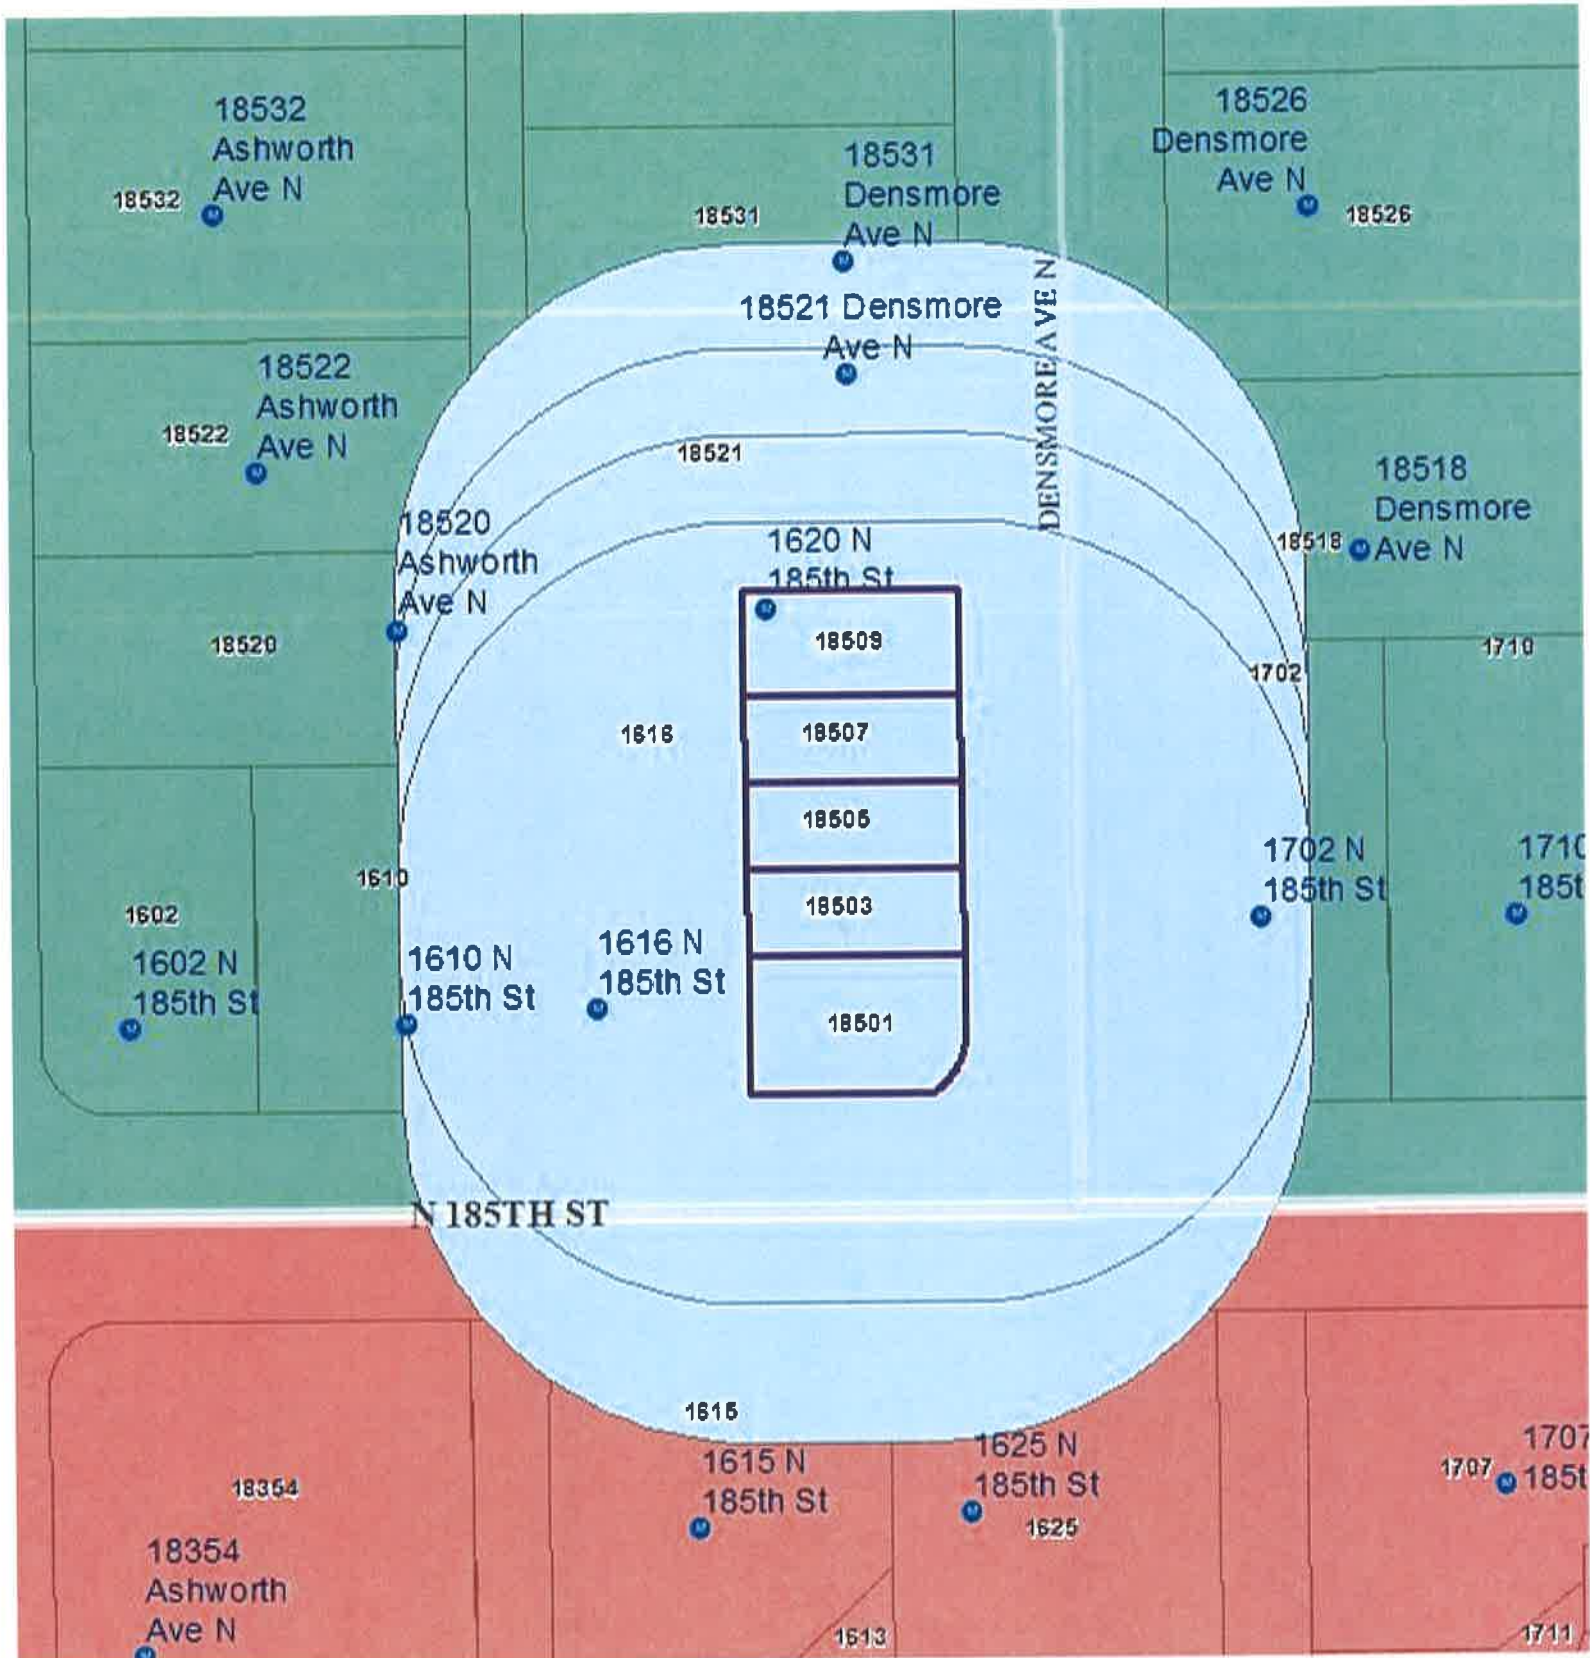 18532
Ashworth
Ave N
18532
18531
Densmore
Ave N
18531
18526
Densmore
Ave N
18526
18521 Densmore
Ave N
DENSMORE AVE N
18522
Ashworth
Ave N
18522
18521
18518
Densmore
Ave N
18518
18520
Ashworth
Ave N
18520
1620 N
185th St
18509
1702
1710
1616
18507
18505
18503
18501
1610
1602
1602 N
185th St
1610 N
185th St
1616 N
185th St
1702 N
185th St
1710
185t
N 185TH ST
1615
1615 N
185th St
1625 N
185th St
1625
1707
1707
185t
18354
18354
Ashworth
Ave N
1613
1711